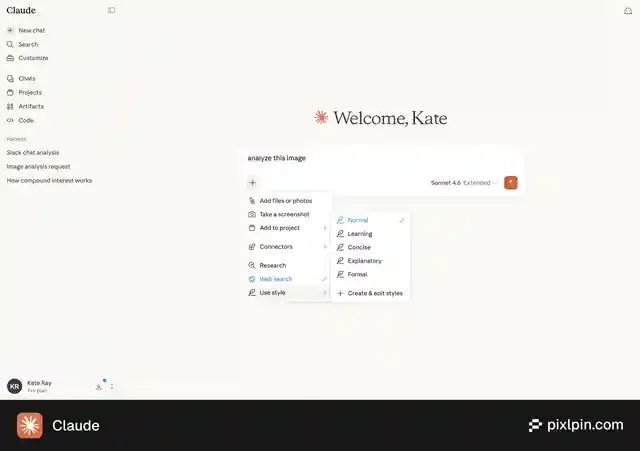 Claude
New chat
Search
Customize
Chats
Projects
Artifacts
Code
Recents
Slack chat analysis
Image analysis request
How compound interest works
Kate Ray
Pro plan
KR
Welcome, Kate
analyze this image
Sonnet 4.6 Extended
Add files or photos
Take a screenshot
Add to project
Connectors
Research
Web search
Use style
Normal
Learning
Concise
Explanatory
Formal
Create & edit styles
Claude
pixlpin.com